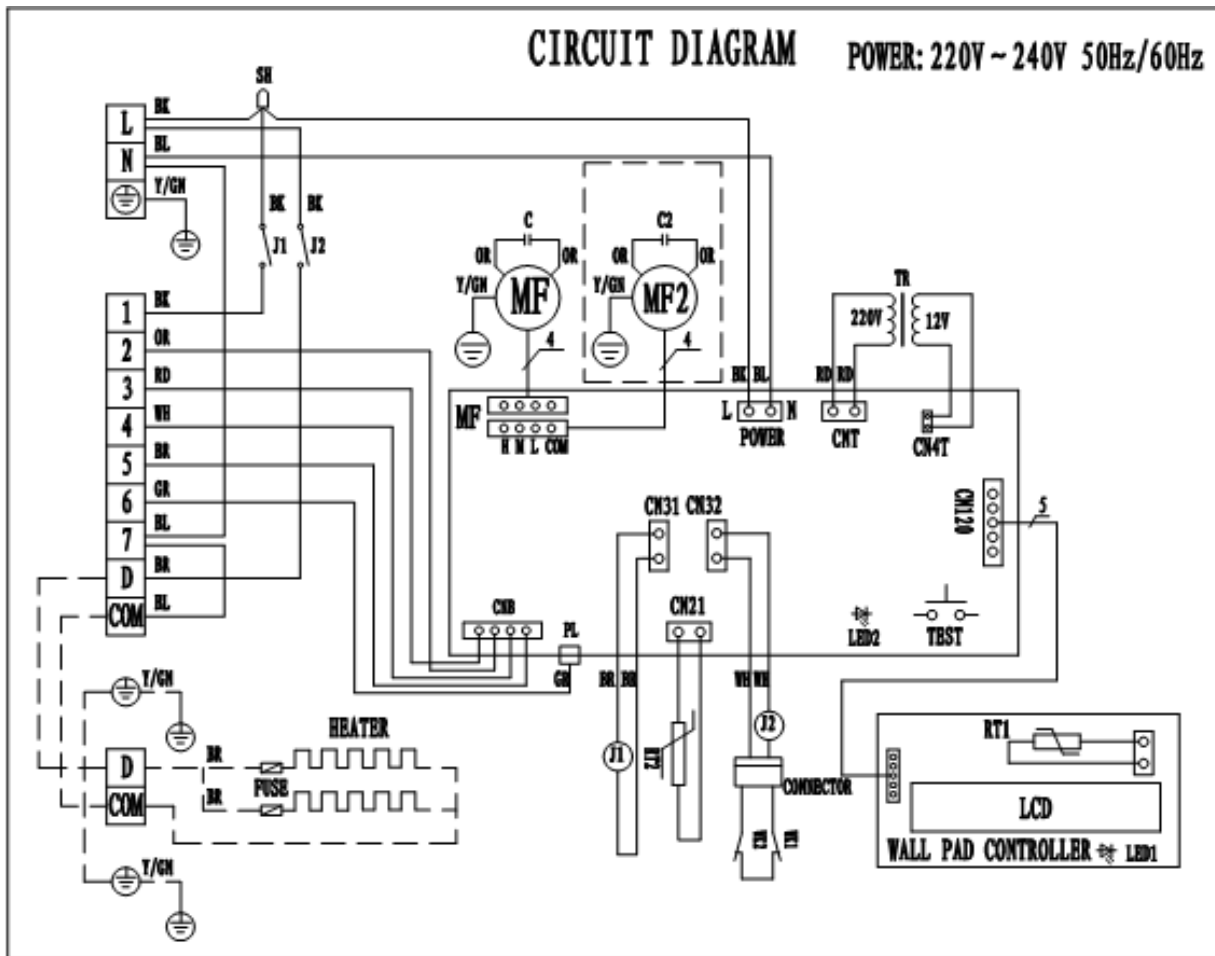 CIRCUIT DIAGRAM
POWER: 220V ~ 240V 50Hz/60Hz
SH
L
BK
N
BL
Y/GN
BK
BK
J1
J2
C
OR
OR
Y/GN
MF
4
C2
OR
OR
Y/GN
MF2
4
TR
220V
12V
BK
BL
RD
RD
1
BK
2
OR
3
RD
4
WH
5
BR
6
GR
7
BL
D
BR
COM
BL
MF
H M L COM
L
N
POWER
CNT
CN4T
CN120
5
CN31
CN32
CN21
CNB
PL
GR
LED2
TEST
BR
BR
WH
WH
J1
RT2
J2
CONNECTOR
WK2
WK1
Y/GN
HEATER
D
BR
FUSE
COM
BR
Y/GN
RT1
LCD
WALL PAD CONTROLLER
LED1